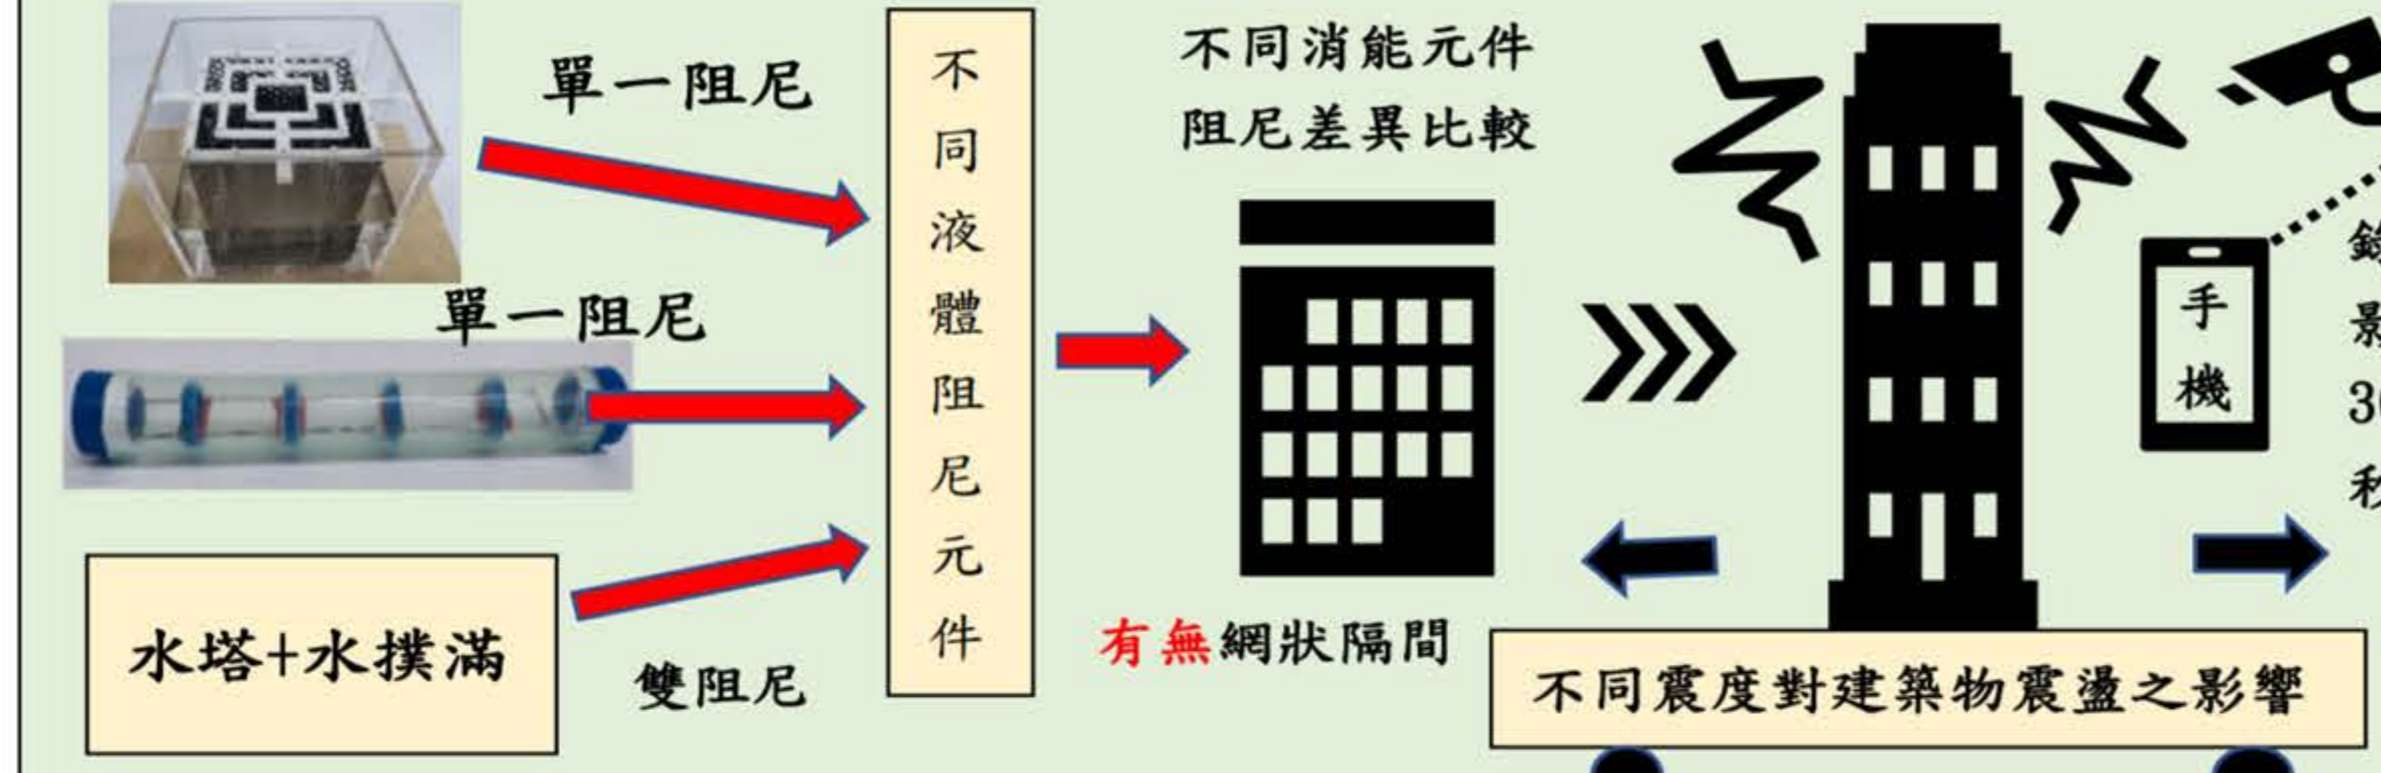 單一阻尼
單一阻尼
水塔+水撲滿
雙阻尼
不同液體阻尼元件
不同消能元件
阻尼差異比較
有無網狀隔間
手機
30
不同震度對建築物震盪之影響